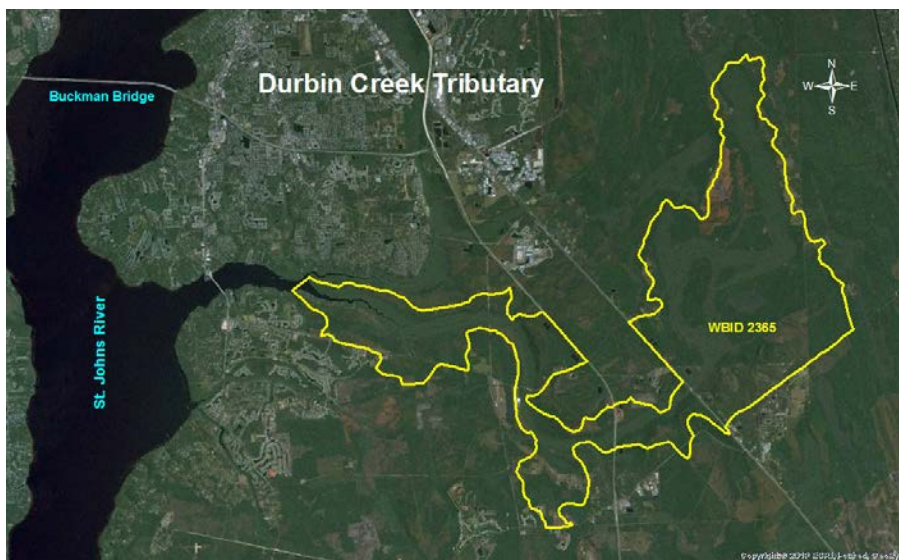 Durbin Creek Tributary
Buckman Bridge
N
W E
S
St. Johns River
WBID 2365